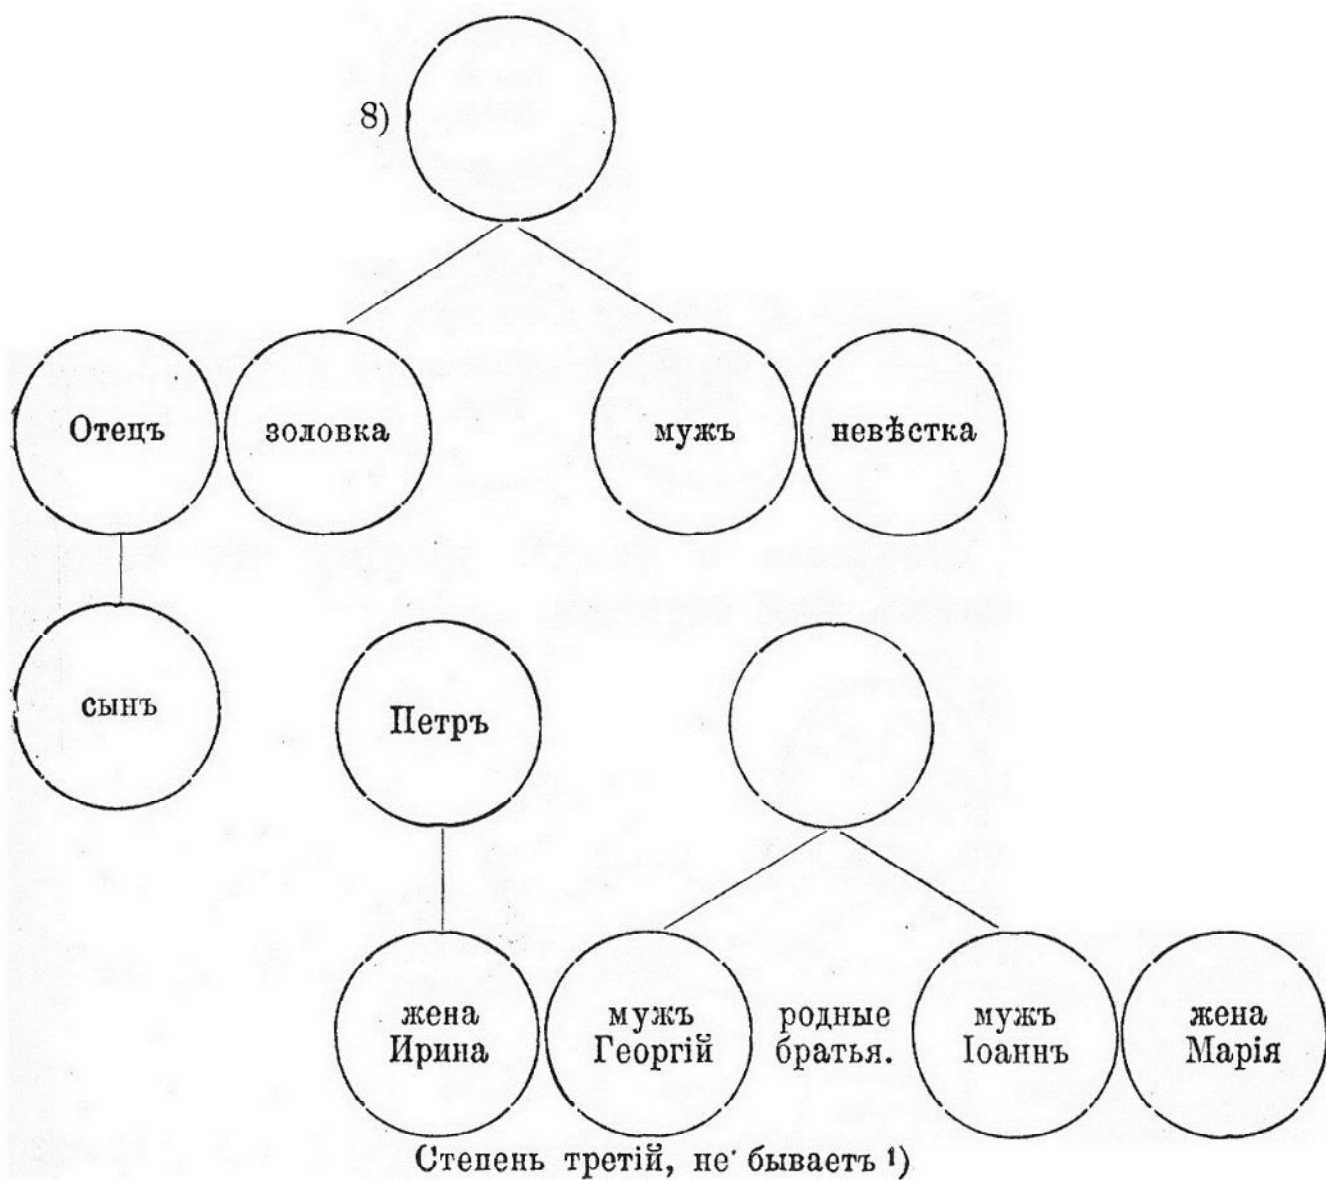 8)
Отецъ
золовка
мужъ
невѣстка
сынъ
Петръ
жена
Ирина
мужъ
Георгій
родные
братья.
мужъ
Іоаннъ
жена
Марія
Степень третій, не бываетъ ¹)